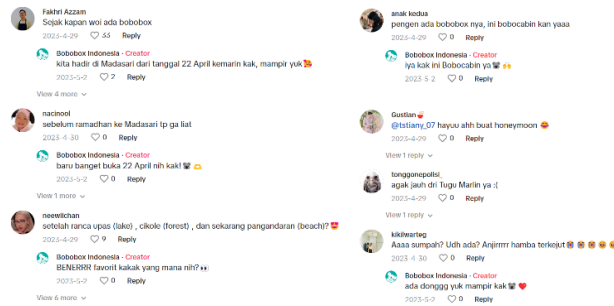 Fakhri Azzam
Sejak kapan woi ada bobobox
2023-4-29 33 Reply
Bobobox Indonesia · Creator
kita hadir di Madasari dari tanggal 22 April kemarin kak, mampir yuk🥰
2023-5-2 2 Reply
View 4 more
nacinool
sebelum ramadhan ke Madasari tp ga liat
2023-4-30 0 Reply
Bobobox Indonesia · Creator
baru banget buka 22 April nih kak!🐨🫶
2023-5-2 0 Reply
View 1 more
neewilchan
setelah ranca upas (lake) , cikole (forest) , dan sekarang pangandaran (beach)?😍
2023-4-29 9 Reply
Bobobox Indonesia · Creator
BENERRR favorit kakak yang mana nih?👀
2023-5-2 0 Reply
View 6 more
anak kedua
pengen ada bobobox nya, ini bobocabin kan yaaa
2023-4-29 0 Reply
Bobobox Indonesia · Creator
iya kak ini Bobocabin ya🐨🙌
2023-5-2 0 Reply
Gustian🍒
@tstiany_07 hayuu ahh buat honeymoon 😍
2023-4-29 0 Reply
View 1 reply
tonggonepolisi_
agak jauh dri Tugu Marlin ya :(
2023-4-29 0 Reply
View 1 reply
kikilwarteg
Aaaa sumpah? Udh ada? Anjirrrrr hamba terkejut😭😭😭
2023-4-30 0 Reply
Bobobox Indonesia · Creator
ada donggg yuk mampir kak🐨❤️
2023-5-2 0 Reply